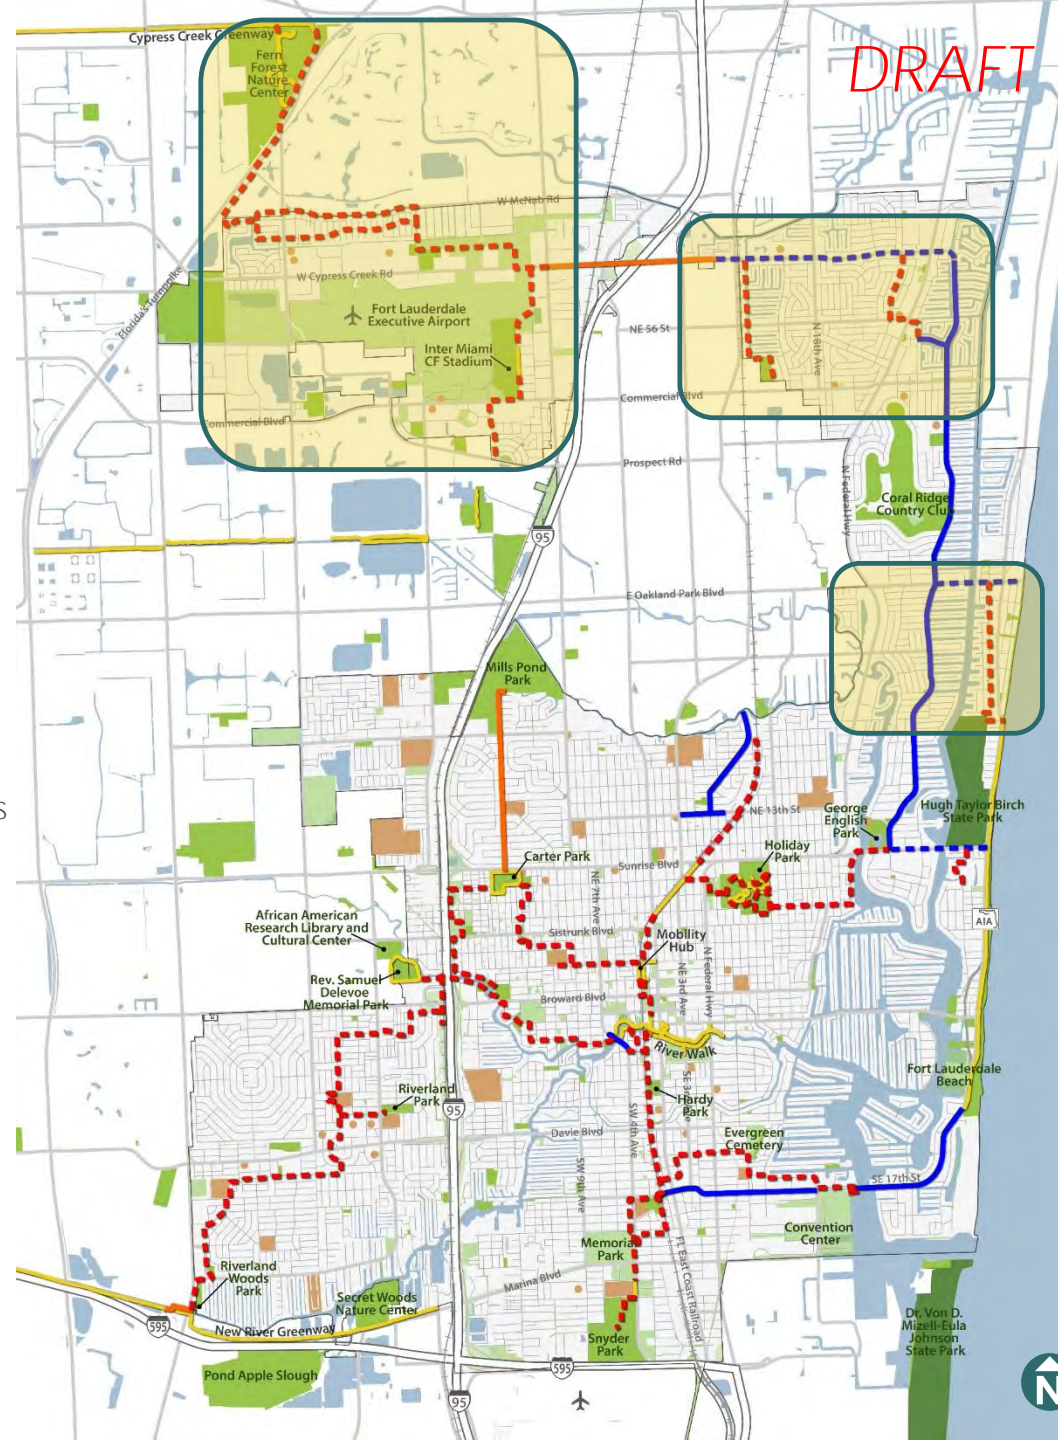 DRAFT
Cypress Creek Greenway
Fern
Forest
Nature
Center
W McNab Rd
W Cypress Creek Rd
Florida's Turnpike
Fort Lauderdale
Executive Airport
NE 56 St
N 18th Ave
Inter Miami
CF Stadium
Commercial Blvd
Commercial Blvd
Prospect Rd
N Federal Hwy
Coral Ridge
Country Club
95
E Oakland Park Blvd
Mills Pond
Park
S
NE 13th St
George
English
Park
Hugh Taylor Birch
State Park
Holiday
Park
Carter Park
Sunrise Blvd
NE 7th Ave
African American
Research Library and
Cultural Center
A1A
Sistrunk Blvd
Mobility
Hub
N Federal Hwy
NE 3rd Ave
Rev. Samuel
Delevoe
Memorial Park
Broward Blvd
River Walk
Fort Lauderdale
Beach
Riverland
Park
95
SE 3rd Ave
Hardy
Park
SW 4th Ave
Davie Blvd
Evergreen
Cemetery
SW 9th Ave
SE 17th St
Convention
Center
Memorial
Park
FL East Coast Railroad
Riverland
Woods
Park
Marina Blvd
Secret Woods
Nature Center
595
New River Greenway
Dr. Von D.
Mizell-Eula
Johnson
State Park
Snyder
Park
595
Pond Apple Slough
95
N